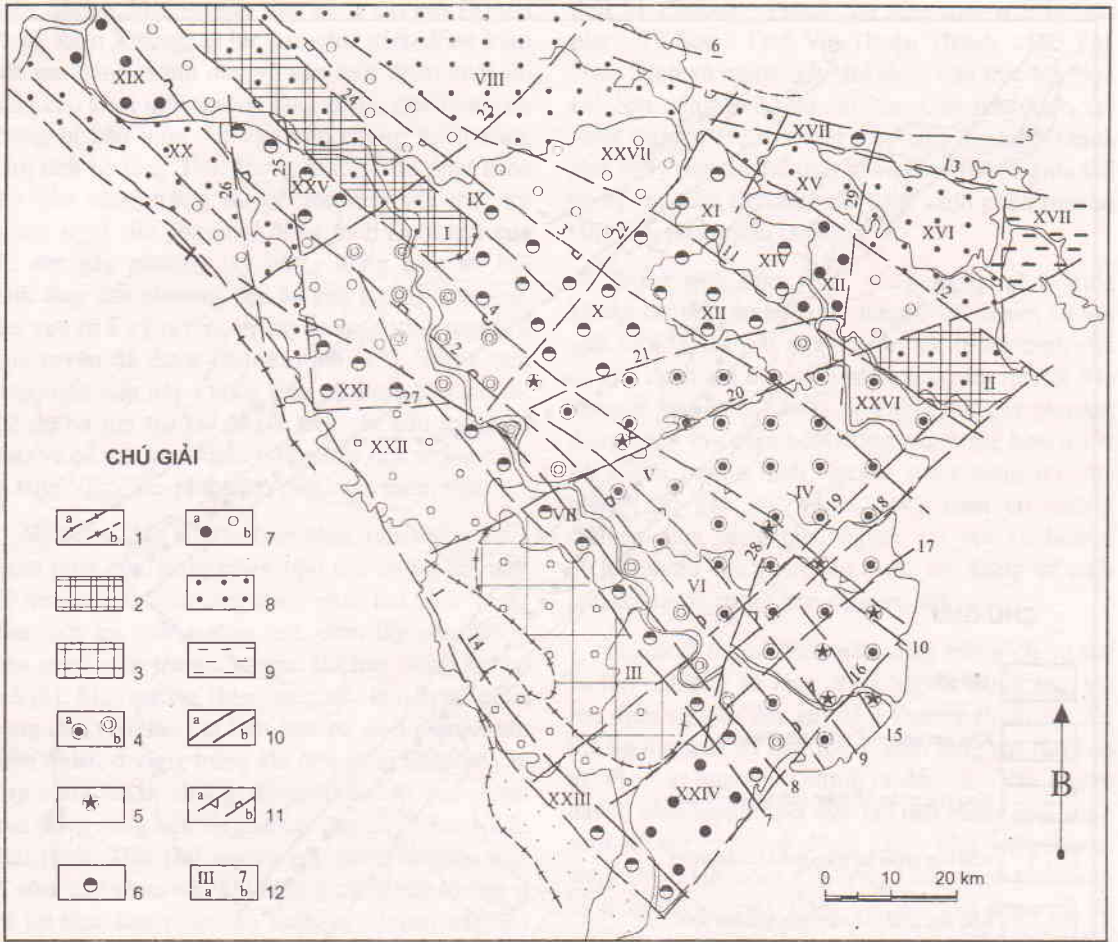 6
VIII
XIX
24
23
XVII
5
XXVII
13
XX
XV
29
25
XVII
XXV
26
IX
XI
XVI
I
XIV
22
11
XII
12
X
XII
21
II
XXI
27
20
XXVI
XXII
CHÚ GIẢI
V
IV
19
18
VII
a
b
1
a
b
7
28
17
2
8
VI
10
3
9
III
16
a
b
4
a
b
10
15
9
8
B
XXIII
XXIV
5
a
b
11
0 10 20 km
6
III
a
7
b
12